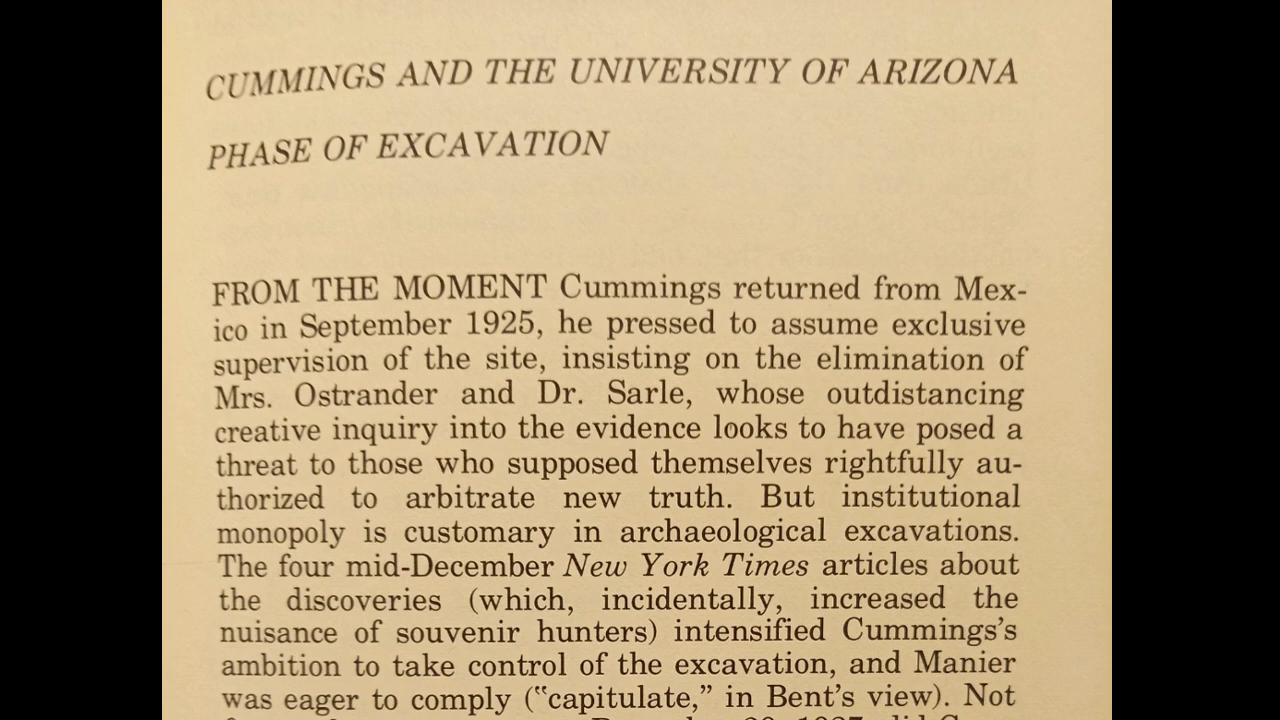 CUMMINGS AND THE UNIVERSITY OF ARIZONA
PHASE OF EXCAVATION
FROM THE MOMENT Cummings returned from Mex-
ico in September 1925, he pressed to assume exclusive
supervision of the site, insisting on the elimination of
Mrs. Ostrander and Dr. Sarle, whose outdistancing
creative inquiry into the evidence looks to have posed a
threat to those who supposed themselves rightfully au-
thorized to arbitrate new truth. But institutional
monopoly is customary in archaeological excavations.
The four mid-December New York Times articles about
the discoveries (which, incidentally, increased the
nuisance of souvenir hunters) intensified Cummings's
ambition to take control of the excavation, and Manier
was eager to comply ("capitulate," in Bent's view). Not